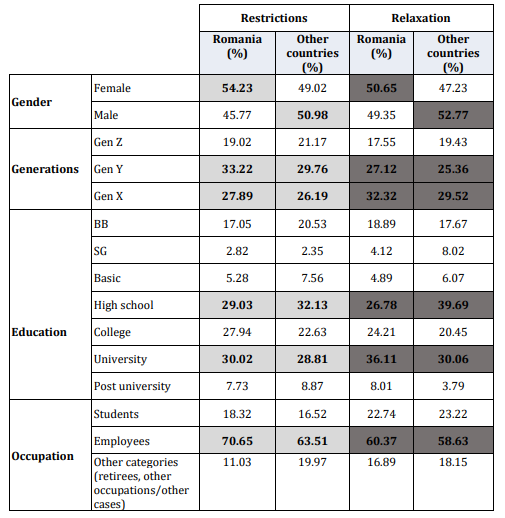 Restrictions Relaxation
Romania (%) Other countries (%) Romania (%) Other countries (%)
Gender Female 54.23 49.02 50.65 47.23
Male 45.77 50.98 49.35 52.77
Generations Gen Z 19.02 21.17 17.55 19.43
Gen Y 33.22 29.76 27.12 25.36
Gen X 27.89 26.19 32.32 29.52
Education BB 17.05 20.53 18.89 17.67
SG 2.82 2.35 4.12 8.02
Basic 5.28 7.56 4.89 6.07
High school 29.03 32.13 26.78 39.69
College 27.94 22.63 24.21 20.45
University 30.02 28.81 36.11 30.06
Post university 7.73 8.87 8.01 3.79
Occupation Students 18.32 16.52 22.74 23.22
Employees 70.65 63.51 60.37 58.63
Other categories 11.03 19.97 16.89 18.15
(retirees, other
occupations/other
cases)